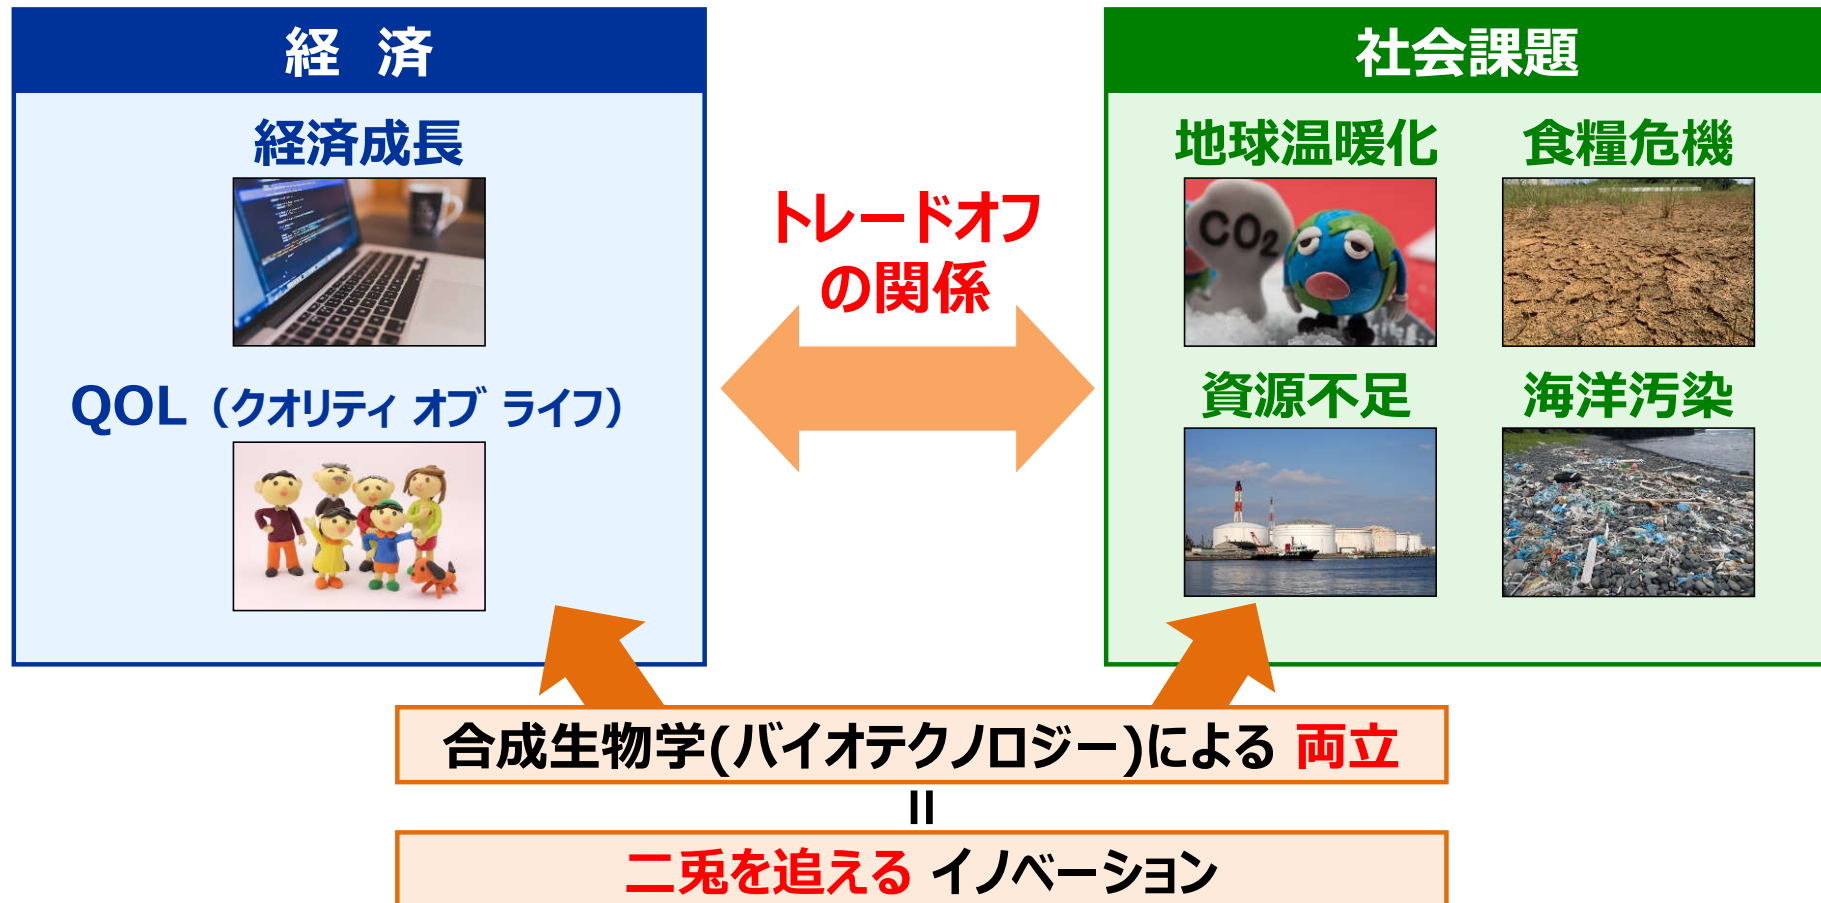 経 済
経済成長
QOL（クオリティ オブ ライフ）
トレードオフ
の関係
社会課題
地球温暖化
食糧危機
CO2
資源不足
海洋汚染
合成生物学(バイオテクノロジー)による 両立
=
二兎を追える イノベーション